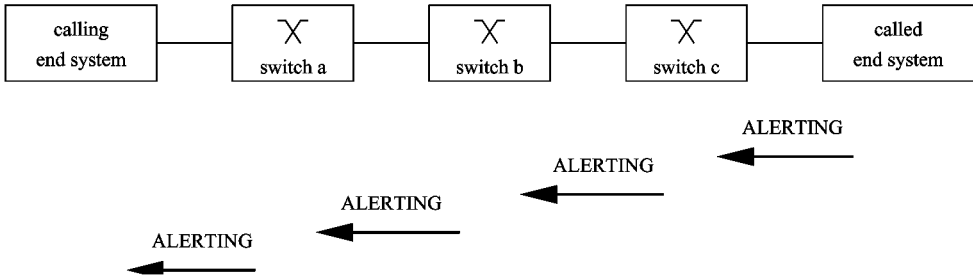 calling
end system
switch a
switch b
switch c
called
end system
ALERTING
ALERTING
ALERTING
ALERTING